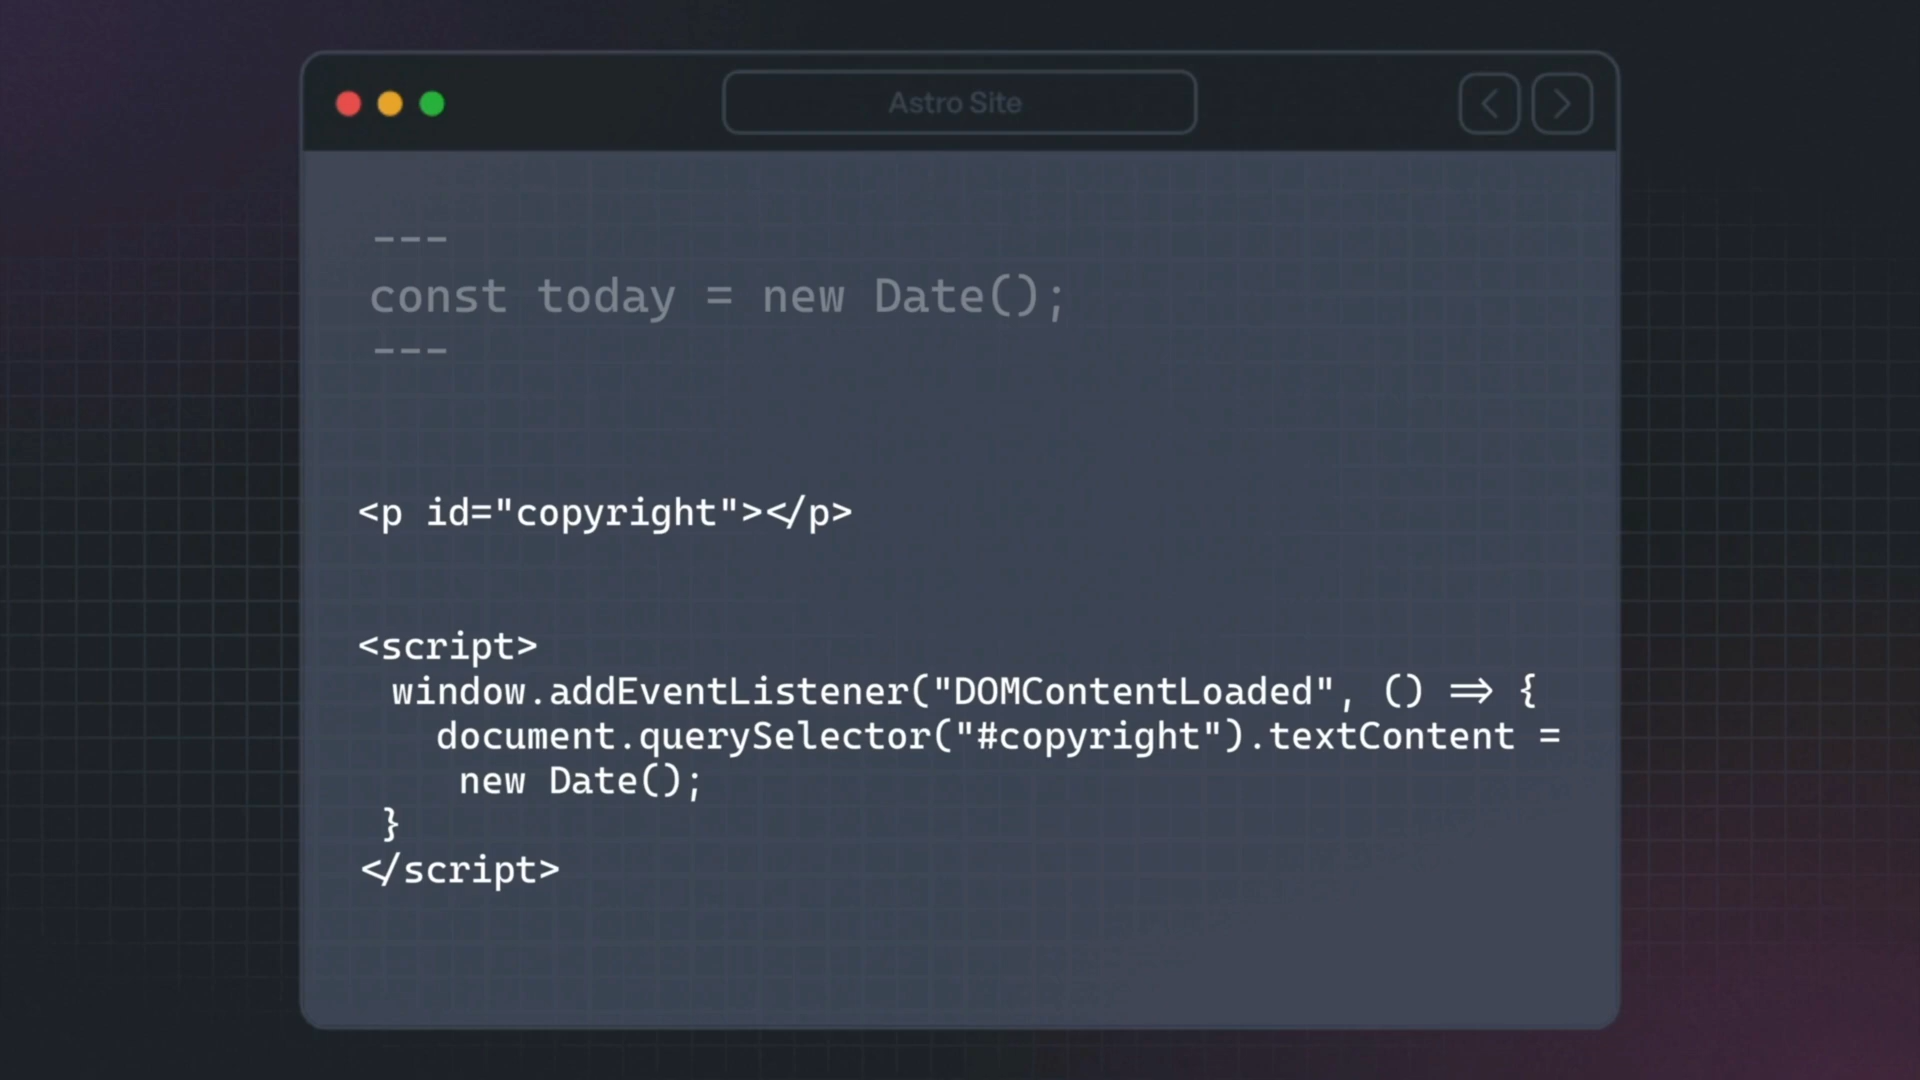 Astro Site
---
const today = new Date();
---
<p id="copyright"></p>
<script>
window.addEventListener("DOMContentLoaded", () => {
document.querySelector("#copyright").textContent =
new Date();
}
</script>